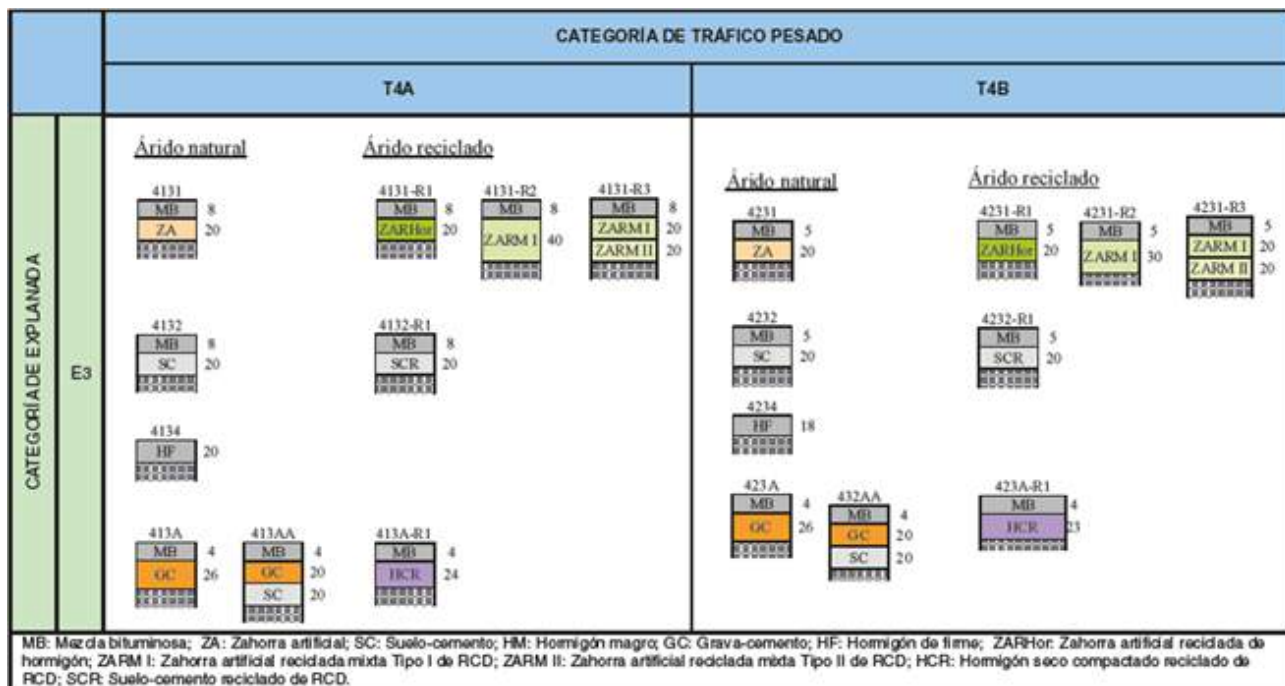 CATEGORÍA DE TRÁFICO PESADO
T4A
T4B
CATEGORÍA DE EXPLANADA
E3
Árido natural
Árido reciclado
4131
MB 8
ZA 20
4131-R1
MB 8
ZARHor 20
4131-R2
MB 8
ZARM I 40
4131-R3
MB 8
ZARM I 20
ZARM II 20
4132
MB 8
SC 20
4132-R1
MB 8
SCR 20
4134
HF 20
413A
MB 4
GC 26
413AA
MB 4
GC 20
SC 20
413A-R1
MB 4
HCR 24
Árido natural
Árido reciclado
4231
MB 5
ZA 20
4231-R1
MB 5
ZARHor 20
4231-R2
MB 5
ZARM I 30
4231-R3
MB 5
ZARM I 20
ZARM II 20
4232
MB 5
SC 20
4232-R1
MB 5
SCR 20
4234
HF 18
423A
MB 4
GC 26
432AA
MB 4
GC 20
SC 20
423A-R1
MB 4
HCR 23
MB: Mezcla bituminosa; ZA: Zahorra artificial; SC: Suelo-cemento; HM: Hormigón magro; GC: Grava-cemento; HF: Hormigón de firme; ZARHor: Zahorra artificial reciclada de
hormigón; ZARM I: Zahorra artificial reciclada mixta Tipo I de RCD; ZARM II: Zahorra artificial reciclada mixta Tipo II de RCD; HCR: Hormigón seco compactado reciclado de
RCD; SCR: Suelo-cemento reciclado de RCD.